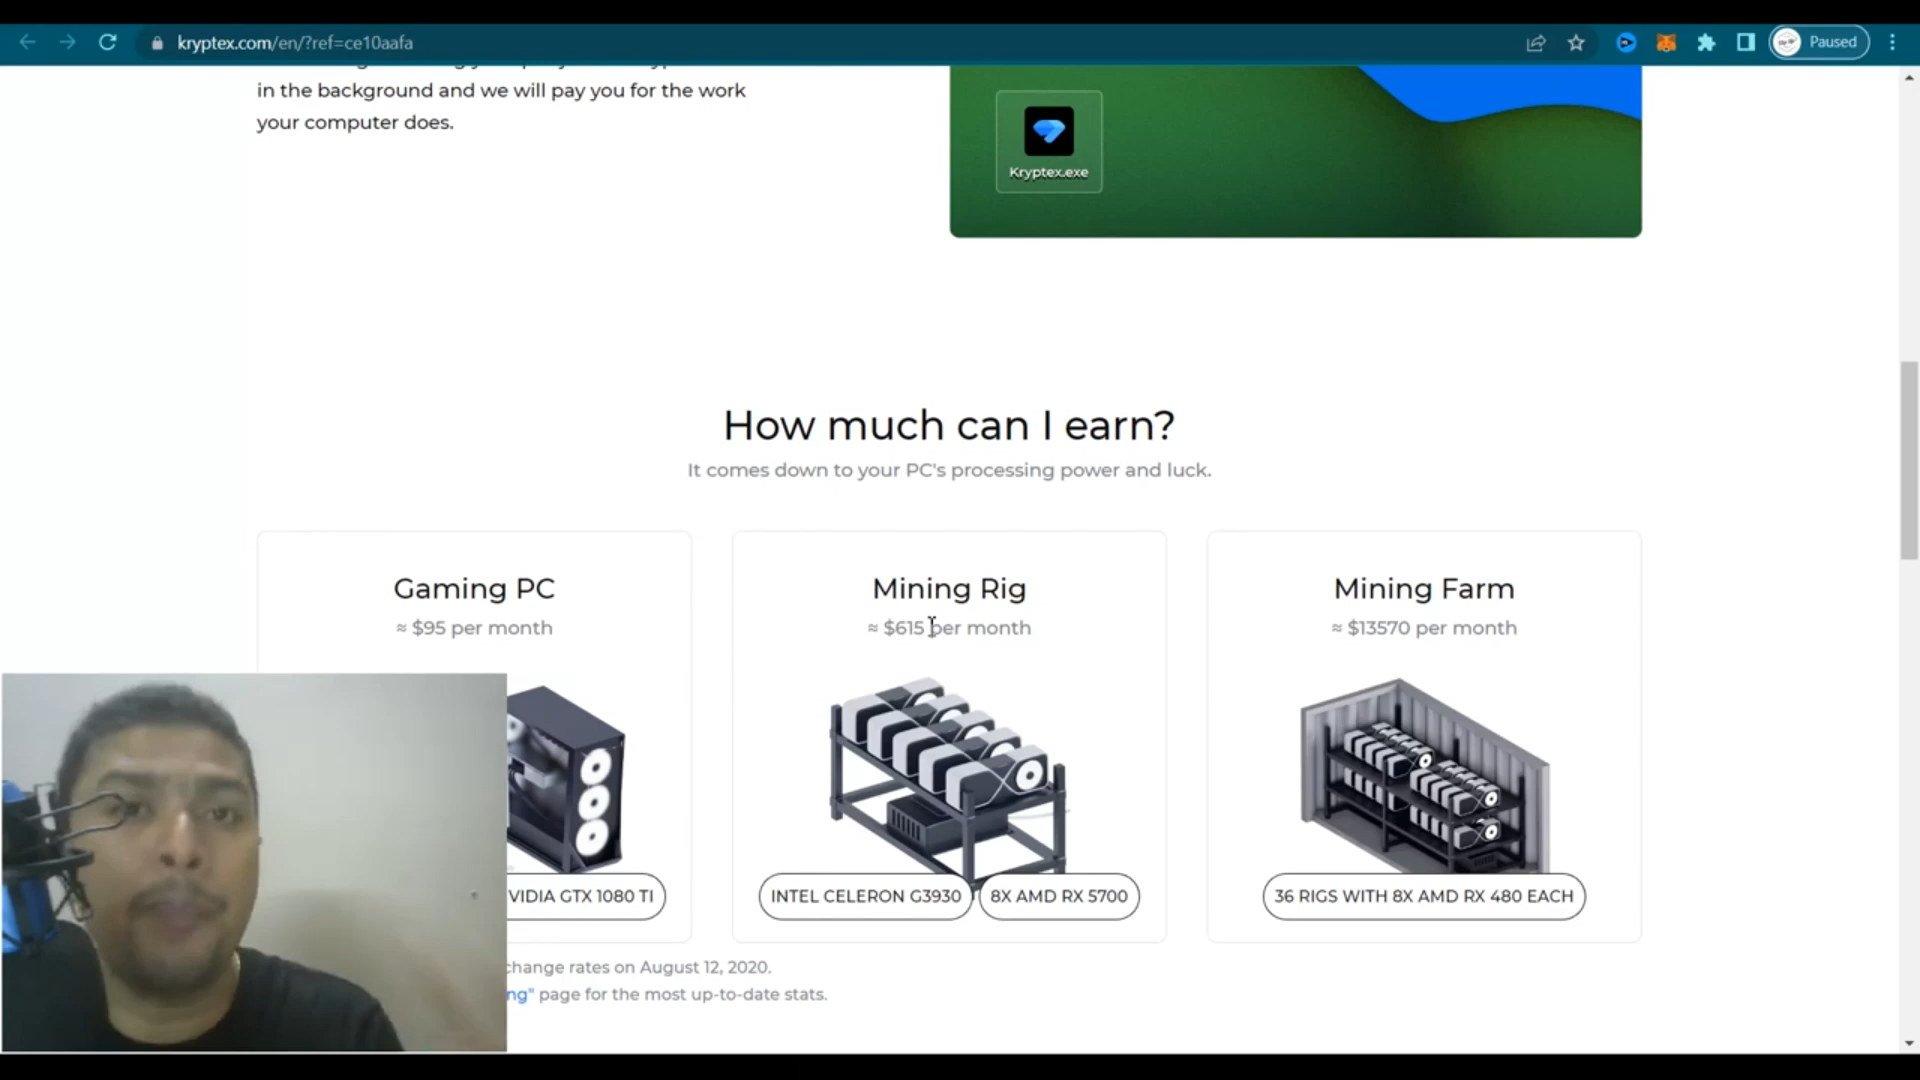 kryptex.com/en/?ref=ce10aafa
Paused
in the background and we will pay you for the work
your computer does.
Kryptex.exe
How much can I earn?
It comes down to your PC's processing power and luck.
Gaming PC
≈ $95 per month
VIDIA GTX 1080 TI
Mining Rig
≈ $615 per month
INTEL CELERON G3930
8X AMD RX 5700
Mining Farm
≈ $13570 per month
36 RIGS WITH 8X AMD RX 480 EACH
change rates on August 12, 2020.
ng" page for the most up-to-date stats.